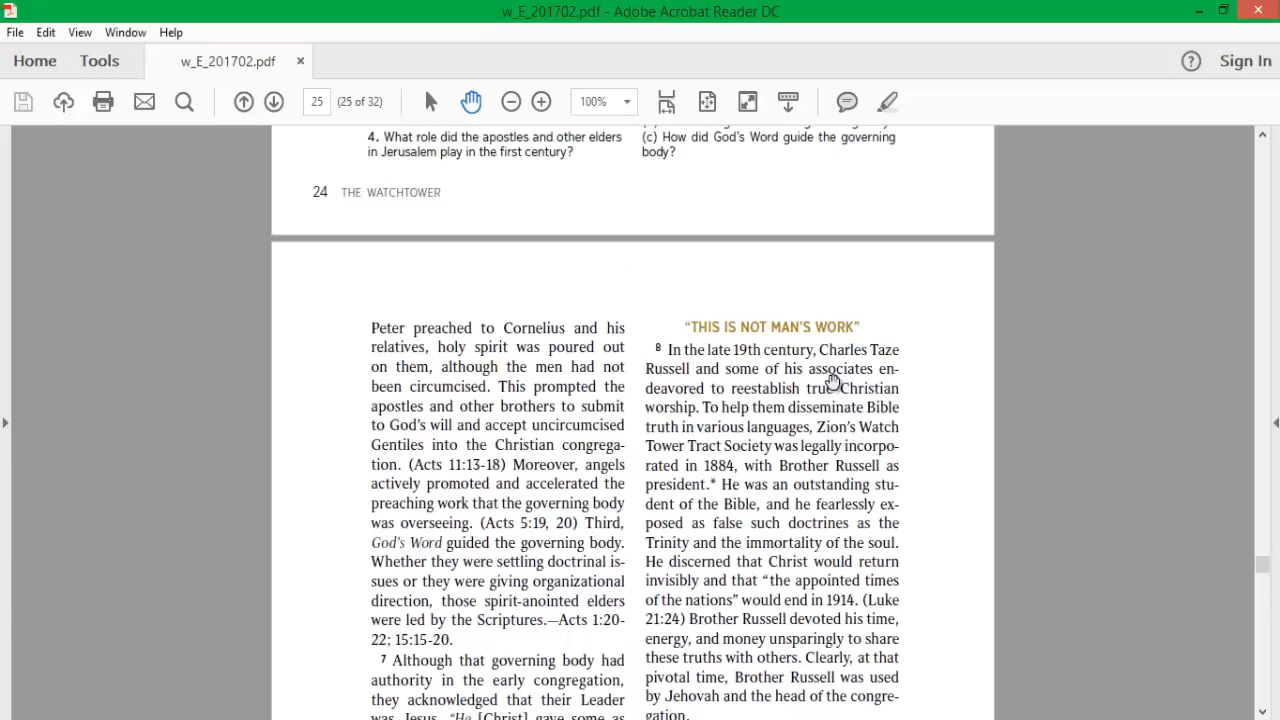 w_E_201702.pdf - Adobe Acrobat Reader DC
File Edit View Window Help
Home Tools w_E_201702.pdf × ? Sign In
25 (25 of 32) 100%
4. What role did the apostles and other elders
in Jerusalem play in the first century?
(c) How did God's Word guide the governing
body?
24 THE WATCHTOWER
Peter preached to Cornelius and his
relatives, holy spirit was poured out
on them, although the men had not
been circumcised. This prompted the
apostles and other brothers to submit
to God's will and accept uncircumcised
Gentiles into the Christian congrega-
tion. (Acts 11:13-18) Moreover, angels
actively promoted and accelerated the
preaching work that the governing body
was overseeing. (Acts 5:19, 20) Third,
God's Word guided the governing body.
Whether they were settling doctrinal is-
sues or they were giving organizational
direction, those spirit-anointed elders
were led by the Scriptures.—Acts 1:20-
22; 15:15-20.
7 Although that governing body had
authority in the early congregation,
they acknowledged that their Leader
was Jesus. "He [Christ] gave some as
"THIS IS NOT MAN'S WORK"
8 In the late 19th century, Charles Taze
Russell and some of his associates en-
deavored to reestablish true Christian
worship. To help them disseminate Bible
truth in various languages, Zion's Watch
Tower Tract Society was legally incorpo-
rated in 1884, with Brother Russell as
president.* He was an outstanding stu-
dent of the Bible, and he fearlessly ex-
posed as false such doctrines as the
Trinity and the immortality of the soul.
He discerned that Christ would return
invisibly and that "the appointed times
of the nations" would end in 1914. (Luke
21:24) Brother Russell devoted his time,
energy, and money unsparingly to share
these truths with others. Clearly, at that
pivotal time, Brother Russell was used
by Jehovah and the head of the congre-
gation.